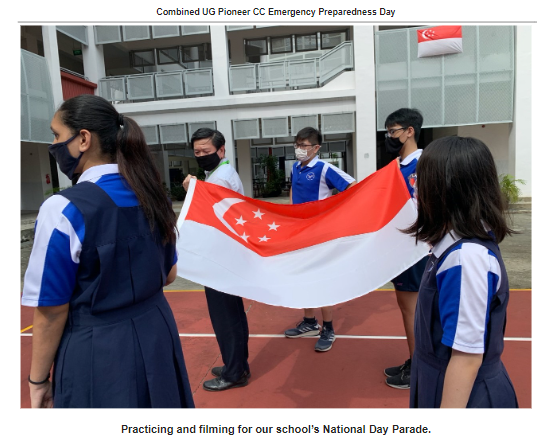 Combined UG Pioneer CC Emergency Preparedness Day
Practicing and filming for our school's National Day Parade.